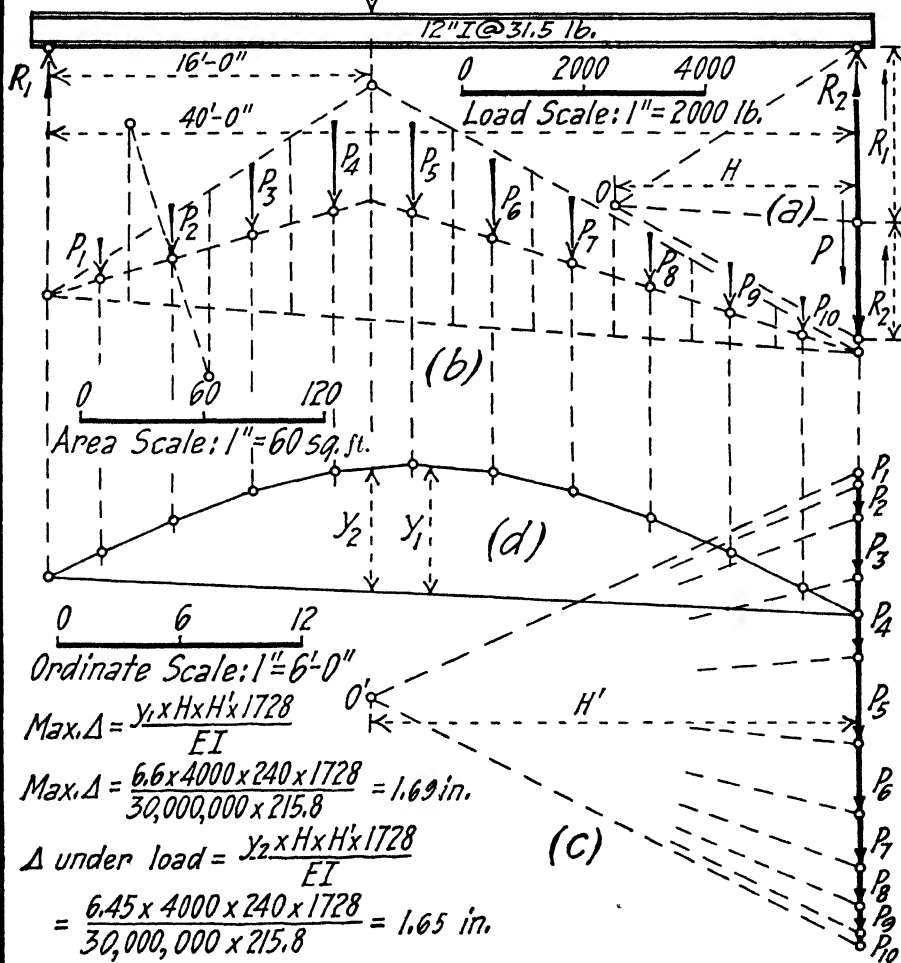 12"I@31.5 lb.
16'-0"
0 2000 4000
R1 R2
40'-0"
Load Scale: 1"=2000 lb.
R1
P4 P5
H
P3 P6
O
(a)
P2 P7
P
P1 P8
P9
R2
P10
(b)
0 60 120
Area Scale: 1"=60 sq. ft.
P1
P2
y2 y1 (d)
P3
0 6 12
P4
Ordinate Scale: 1"=6'-0"
O' H'
P5
Max. Δ = y1 x H x H' x 1728 / EI
P6
Max. Δ = 6.6 x 4000 x 240 x 1728 / 30,000,000 x 215.8 = 1.69 in.
P7
Δ under load = y2 x H x H' x 1728 / EI
(c)
P8
= 6.45 x 4000 x 240 x 1728 / 30,000,000 x 215.8 = 1.65 in.
P9
P10